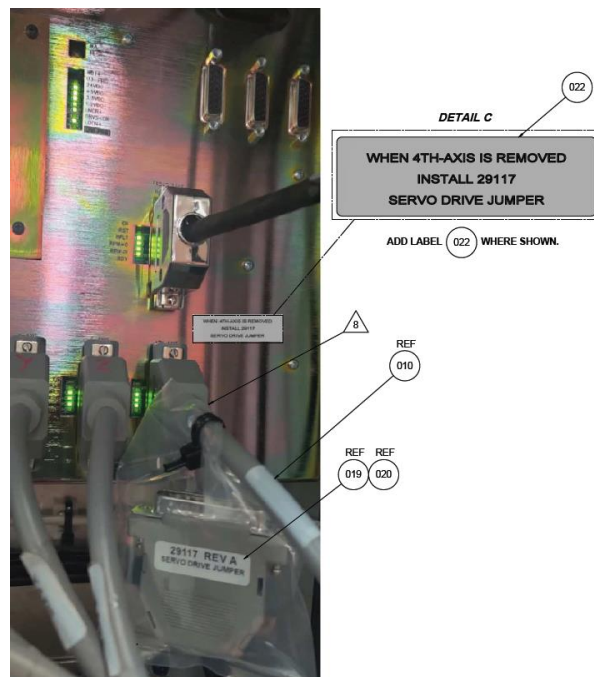 022
DETAIL C
WHEN 4TH-AXIS IS REMOVED
INSTALL 29117
SERVO DRIVE JUMPER
ADD LABEL 022 WHERE SHOWN.
WHEN 4TH-AXIS IS REMOVED
INSTALL 29117
SERVO DRIVE JUMPER
8
REF
010
REF REF
019 020
29117 REV A
SERVO DRIVE JUMPER